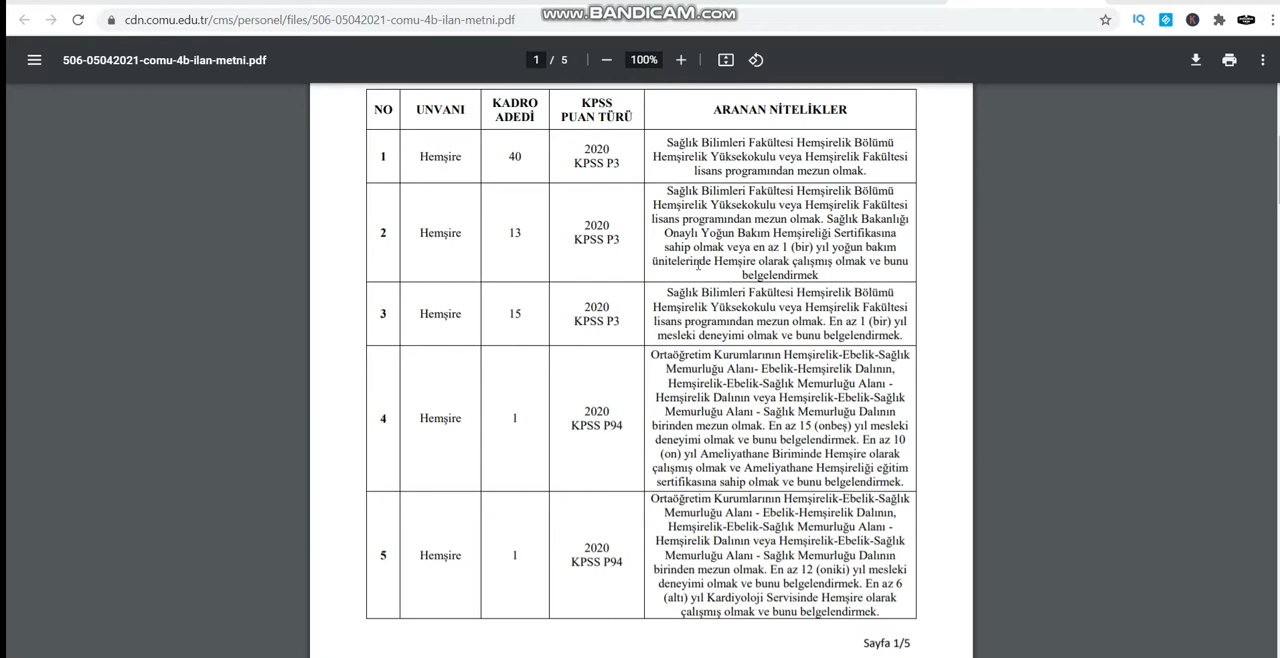 cdn.comu.edu.tr/cms/personel/files/506-05042021-comu-4b-ilan-metni.pdf
www.BANDICAM.com
IQ
K
506-05042021-comu-4b-ilan-metni.pdf
1 / 5
100%
NO
UNVANI
KADRO
ADEDİ
KPSS
PUAN TÜRÜ
ARANAN NİTELİKLER
1
Hemşire
40
2020
KPSS P3
Sağlık Bilimleri Fakültesi Hemşirelik Bölümü
Hemşirelik Yüksekokulu veya Hemşirelik Fakültesi
lisans programından mezun olmak.
2
Hemşire
13
2020
KPSS P3
Sağlık Bilimleri Fakültesi Hemşirelik Bölümü
Hemşirelik Yüksekokulu veya Hemşirelik Fakültesi
lisans programından mezun olmak. Sağlık Bakanlığı
Onaylı Yoğun Bakım Hemşireliği Sertifikasına
sahip olmak veya en az 1 (bir) yıl yoğun bakım
ünitelerinde Hemşire olarak çalışmış olmak ve bunu
belgelendirmek
3
Hemşire
15
2020
KPSS P3
Sağlık Bilimleri Fakültesi Hemşirelik Bölümü
Hemşirelik Yüksekokulu veya Hemşirelik Fakültesi
lisans programından mezun olmak. En az 1 (bir) yıl
mesleki deneyimi olmak ve bunu belgelendirmek.
4
Hemşire
1
2020
KPSS P94
Ortaöğretim Kurumlarının Hemşirelik-Ebelik-Sağlık
Memurluğu Alanı- Ebelik-Hemşirelik Dalının,
Hemşirelik-Ebelik-Sağlık Memurluğu Alanı -
Hemşirelik Dalının veya Hemşirelik-Ebelik-Sağlık
Memurluğu Alanı - Sağlık Memurluğu Dalının
birinden mezun olmak. En az 15 (onbeş) yıl mesleki
deneyimi olmak ve bunu belgelendirmek. En az 10
(on) yıl Ameliyathane Biriminde Hemşire olarak
çalışmış olmak ve Ameliyathane Hemşireliği eğitim
sertifikasına sahip olmak ve bunu belgelendirmek.
5
Hemşire
1
2020
KPSS P94
Ortaöğretim Kurumlarının Hemşirelik-Ebelik-Sağlık
Memurluğu Alanı - Ebelik-Hemşirelik Dalının,
Hemşirelik-Ebelik-Sağlık Memurluğu Alanı -
Hemşirelik Dalının veya Hemşirelik-Ebelik-Sağlık
Memurluğu Alanı - Sağlık Memurluğu Dalının
birinden mezun olmak. En az 12 (oniki) yıl mesleki
deneyimi olmak ve bunu belgelendirmek. En az 6
(altı) yıl Kardiyoloji Servisinde Hemşire olarak
çalışmış olmak ve bunu belgelendirmek.
Sayfa 1/5